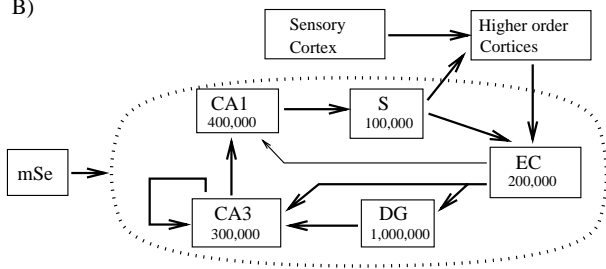 B)
Sensory
Cortex
Higher order
Cortices
CA1
400,000
S
100,000
mSe
EC
200,000
CA3
300,000
DG
1,000,000